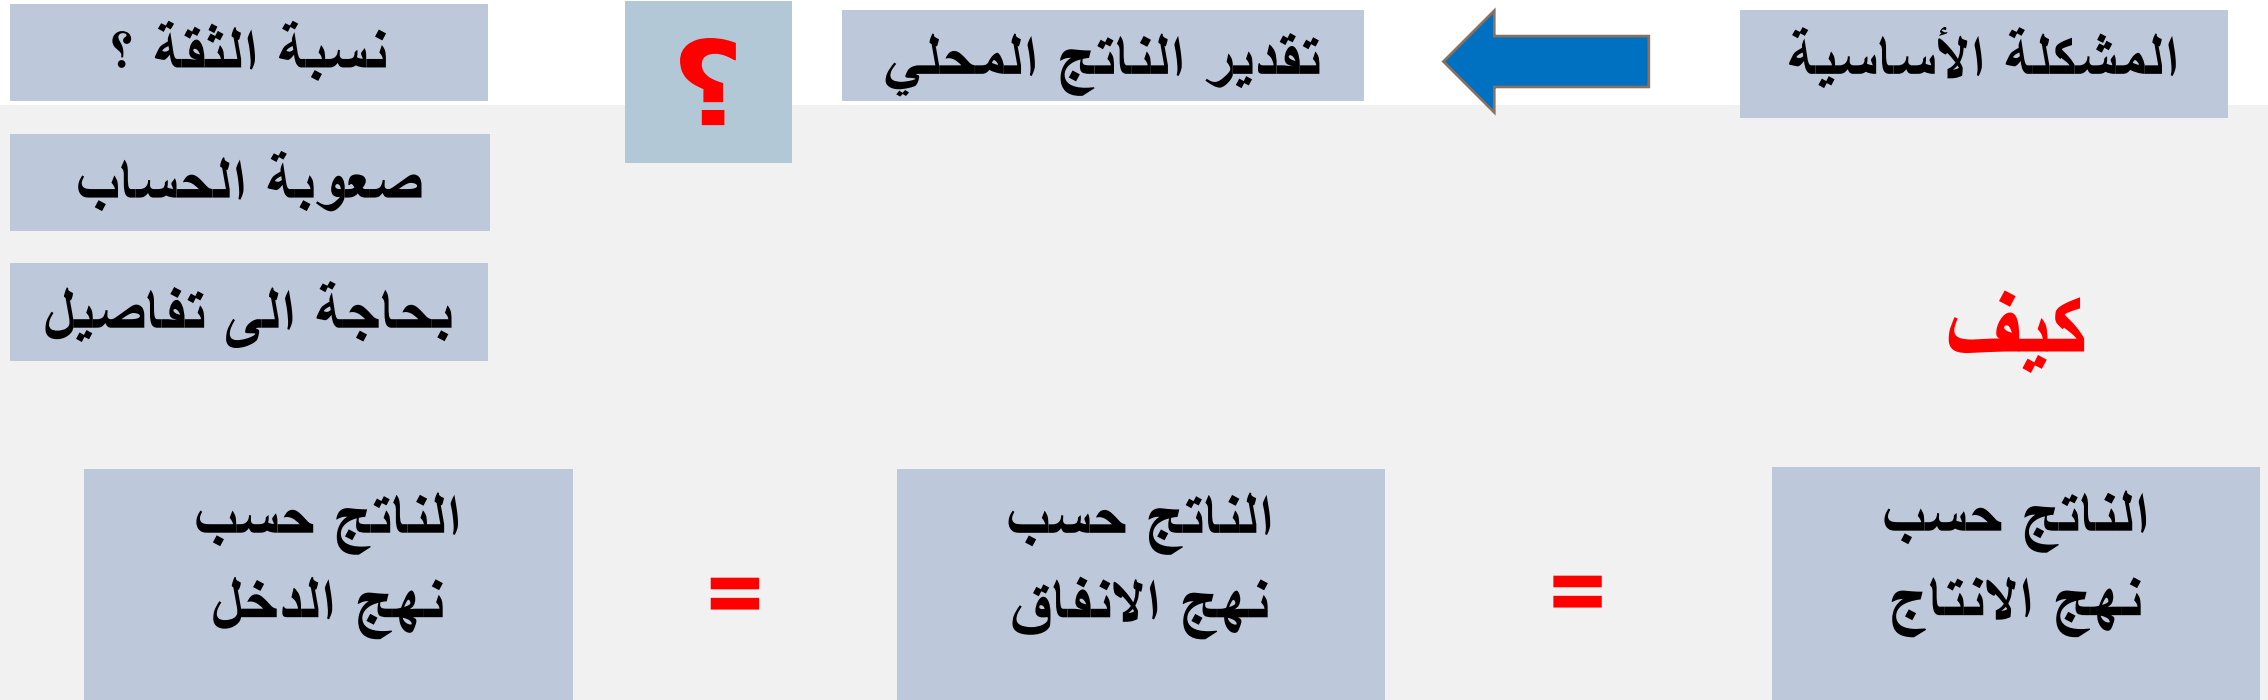 المشكلة الأساسية
تقدير الناتج المحلي
؟
نسبة الثقة ؟
صعوبة الحساب
بحاجة الى تفاصيل
كيف
الناتج حسب
نهج الانتاج
=
الناتج حسب
نهج الانفاق
=
الناتج حسب
نهج الدخل